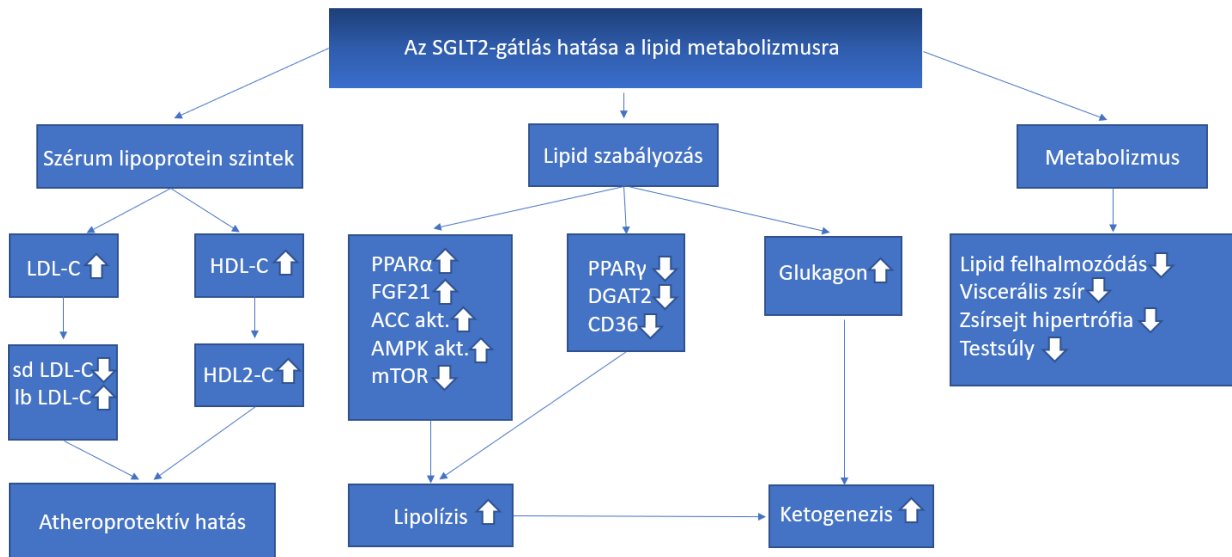 Az SGLT2-gátlás hatása a lipid metabolizmusra
Szérum lipoprotein szintek
Lipid szabályozás
Metabolizmus
LDL-C
HDL-C
PPARα
FGF21
ACC akt.
AMPK akt.
mTOR
PPARγ
DGAT2
CD36
Glukagon
Lipid felhalmozódás
Viscerális zsír
Zsírsejt hipertrófia
Testsúly
sd LDL-C
lb LDL-C
HDL2-C
Atheroprotektív hatás
Lipolízis
Ketogenezis